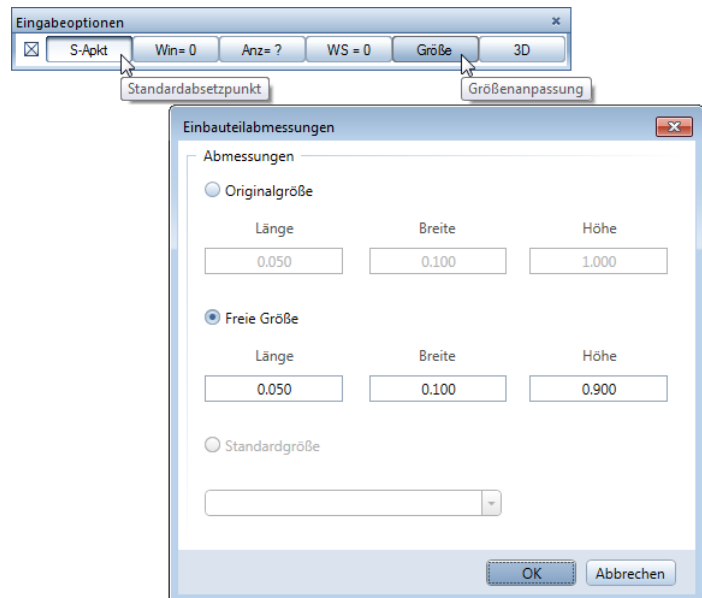 Eingabeoptionen
S-Apkt Win= 0 Anz= ? WS = 0 Größe 3D
Standardabsetzpunkt Größenanpassung
Einbauteilabmessungen
Abmessungen
Originalgröße
Länge Breite Höhe
0.050 0.100 1.000
Freie Größe
Länge Breite Höhe
0.050 0.100 0.900
Standardgröße
OK Abbrechen